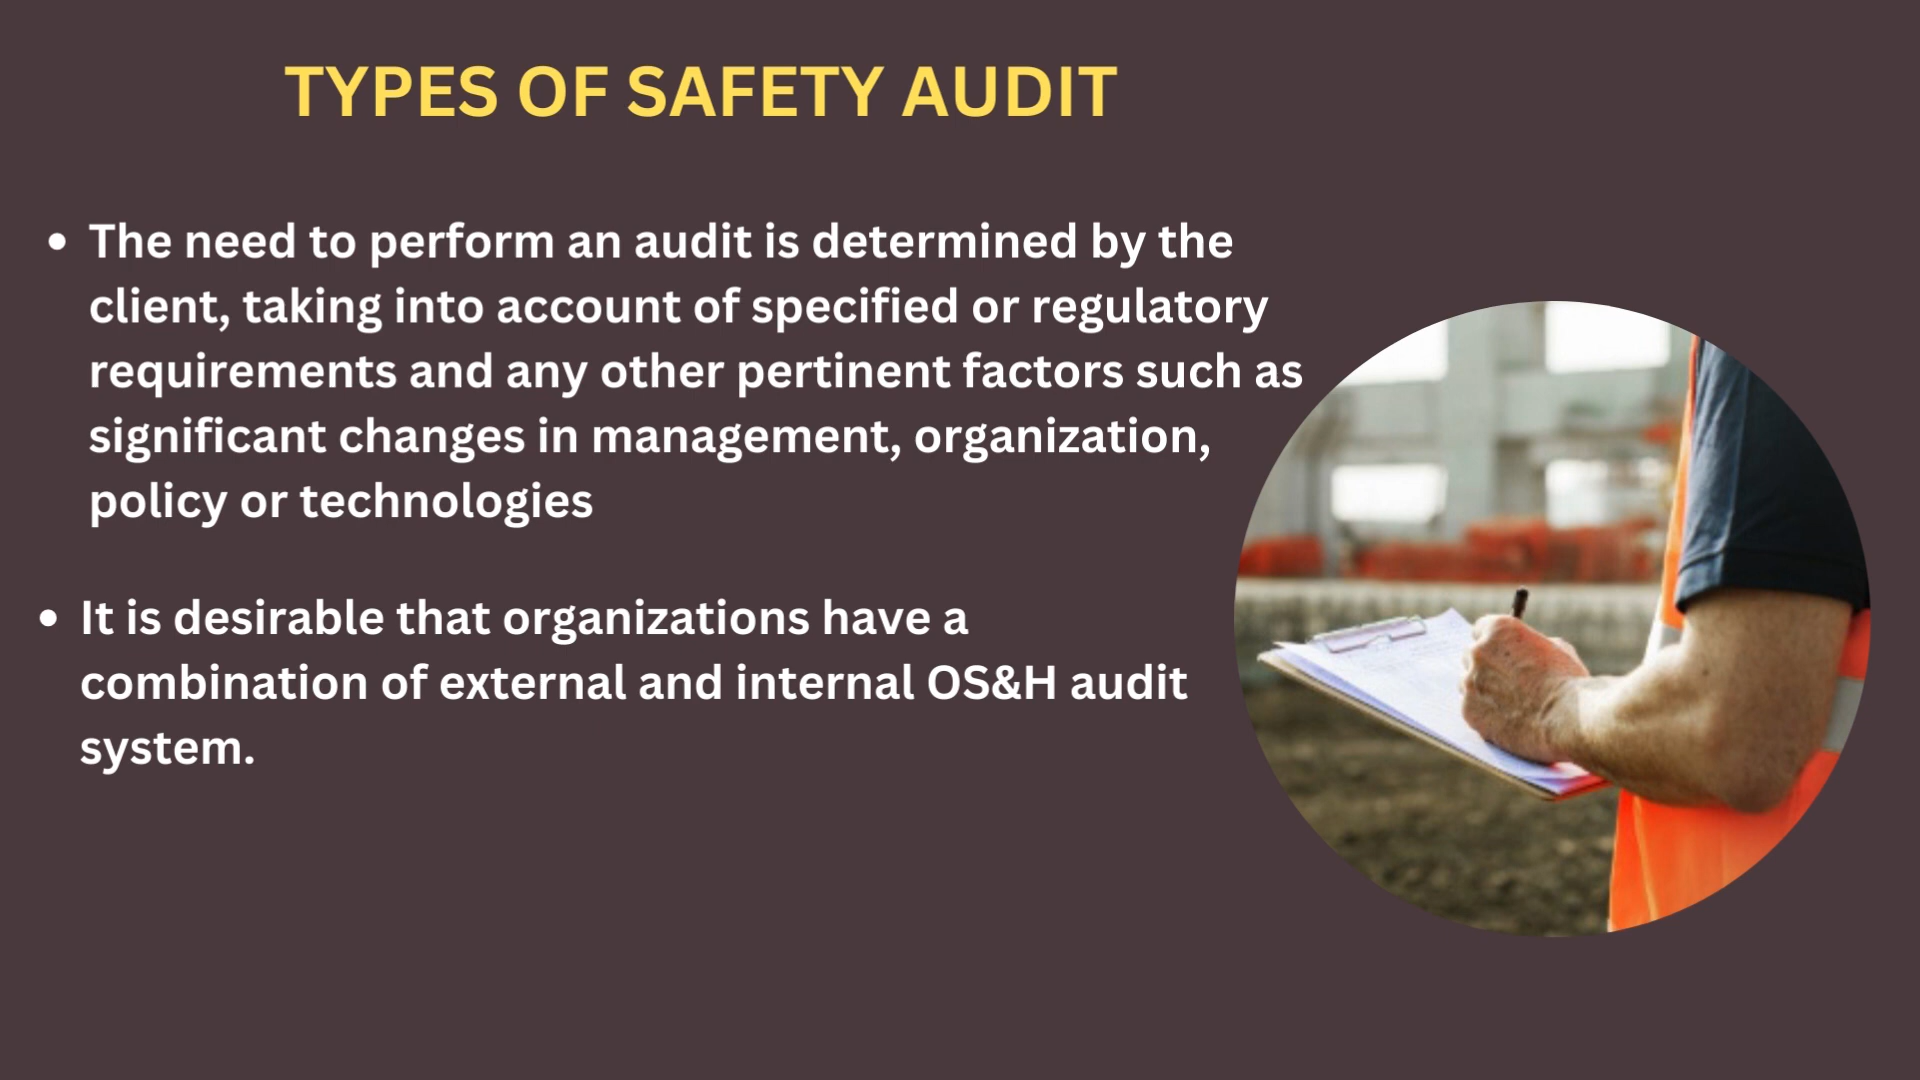 TYPES OF SAFETY AUDIT
• The need to perform an audit is determined by the
client, taking into account of specified or regulatory
requirements and any other pertinent factors such as
significant changes in management, organization,
policy or technologies
• It is desirable that organizations have a
combination of external and internal OS&H audit
system.